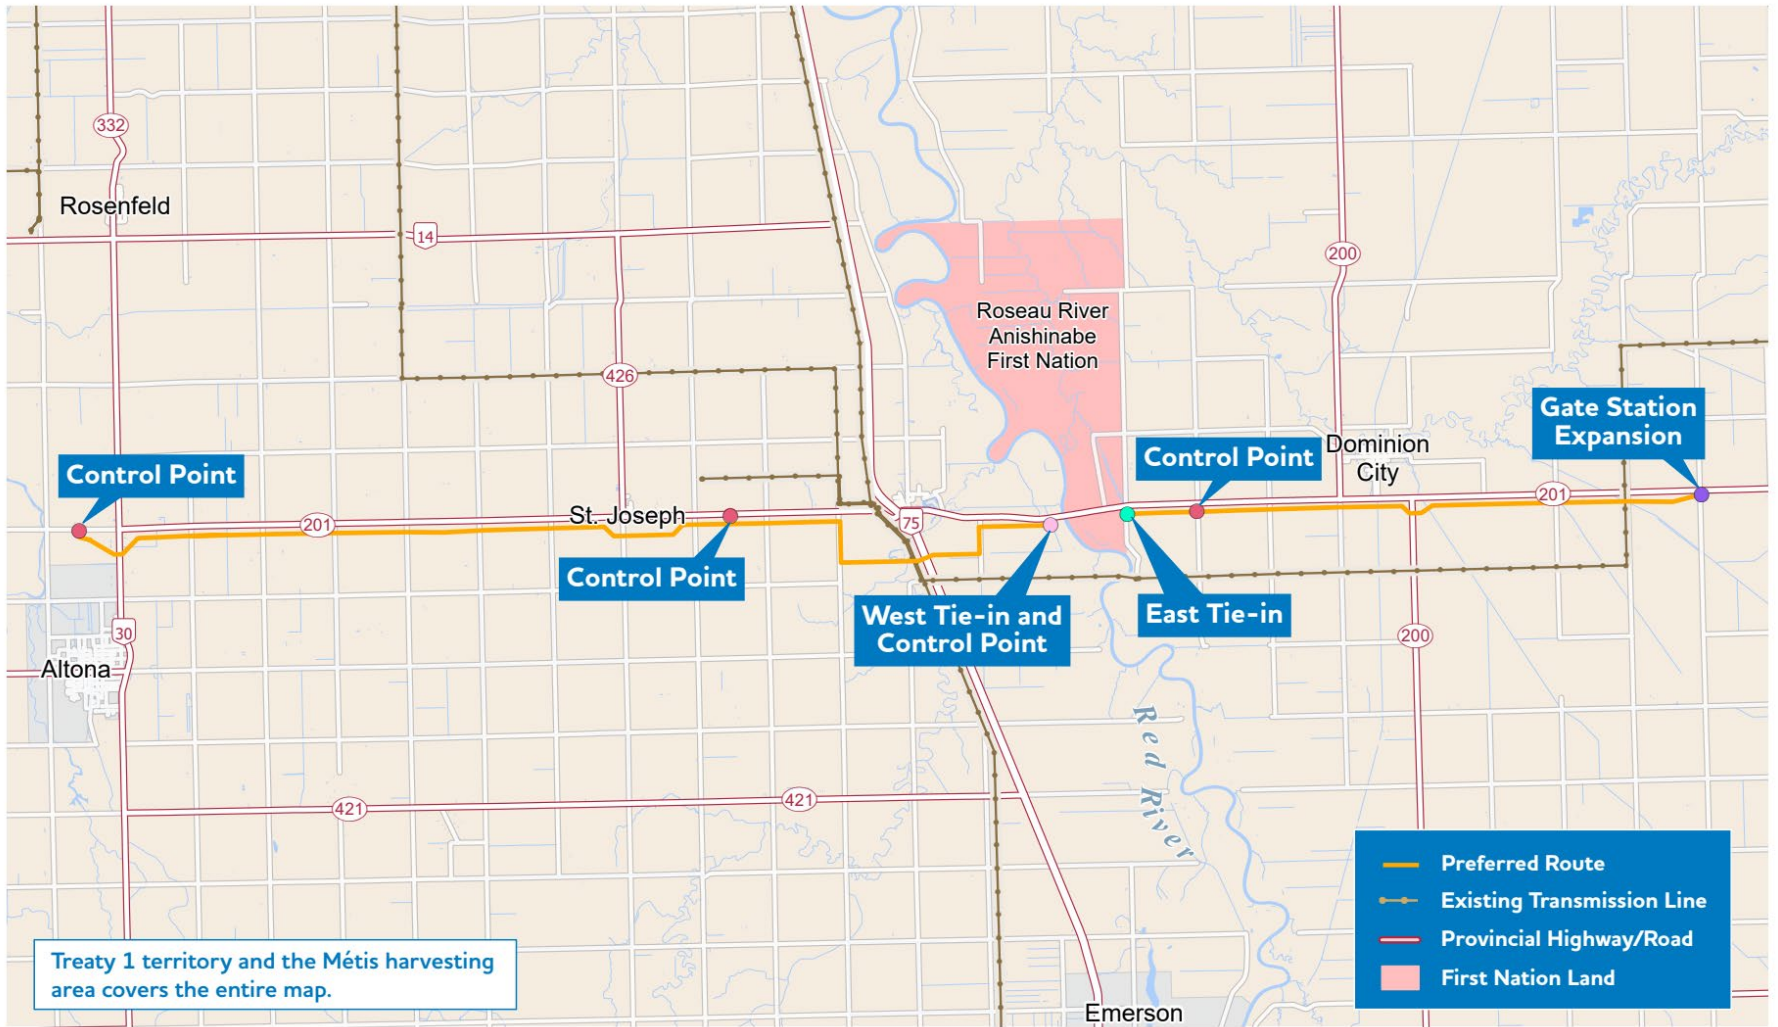 332
Rosenfeld
14
200
Roseau River
Anishinabe
First Nation
426
Gate Station
Expansion
Control Point
Control Point
Dominion
City
201
St. Joseph
75
201
Control Point
West Tie-in and
Control Point
East Tie-in
30
200
Altona
Red River
421
421
Preferred Route
Existing Transmission Line
Provincial Highway/Road
First Nation Land
Treaty 1 territory and the Métis harvesting
area covers the entire map.
Emerson